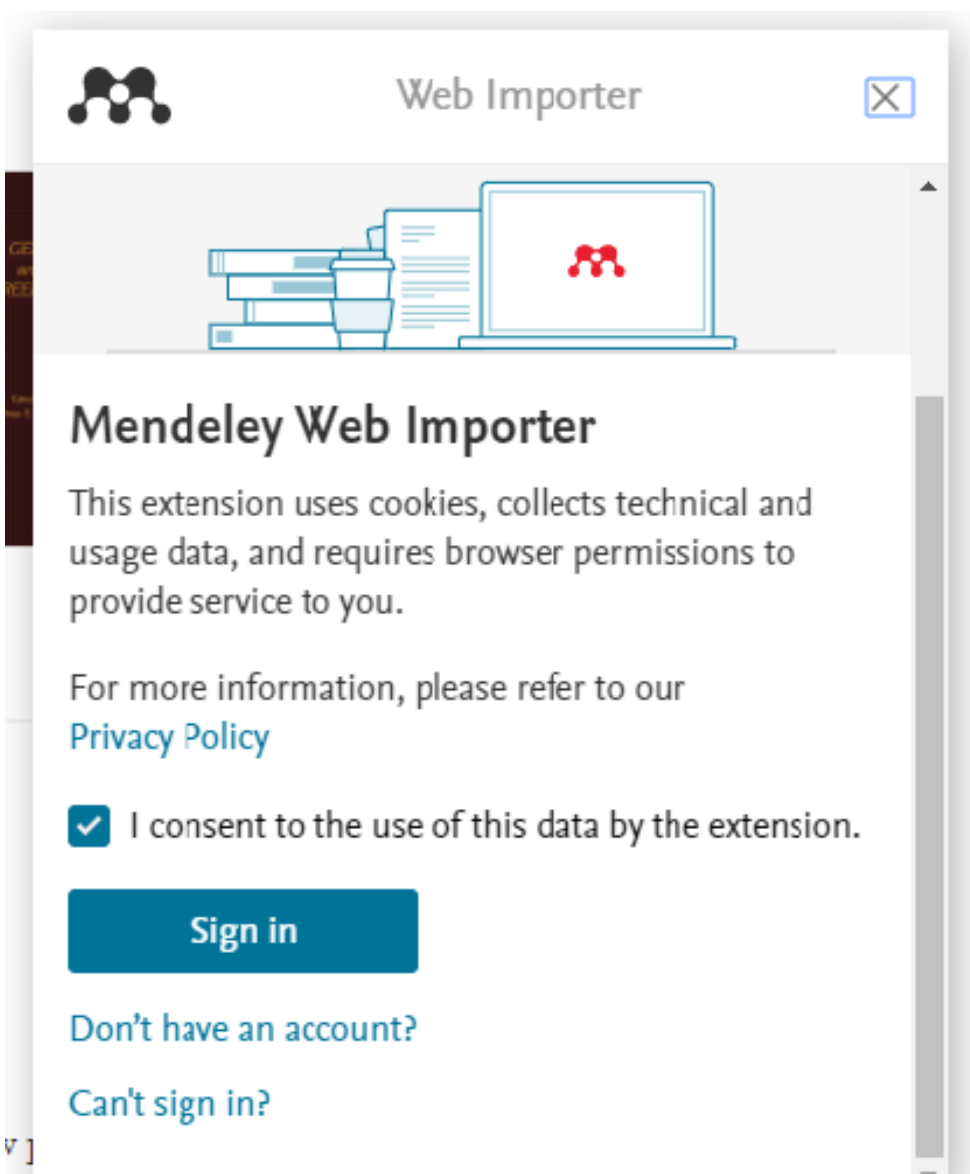 Web Importer
Mendeley Web Importer
This extension uses cookies, collects technical and
usage data, and requires browser permissions to
provide service to you.
For more information, please refer to our
Privacy Policy
I consent to the use of this data by the extension.
Sign in
Don't have an account?
Can't sign in?